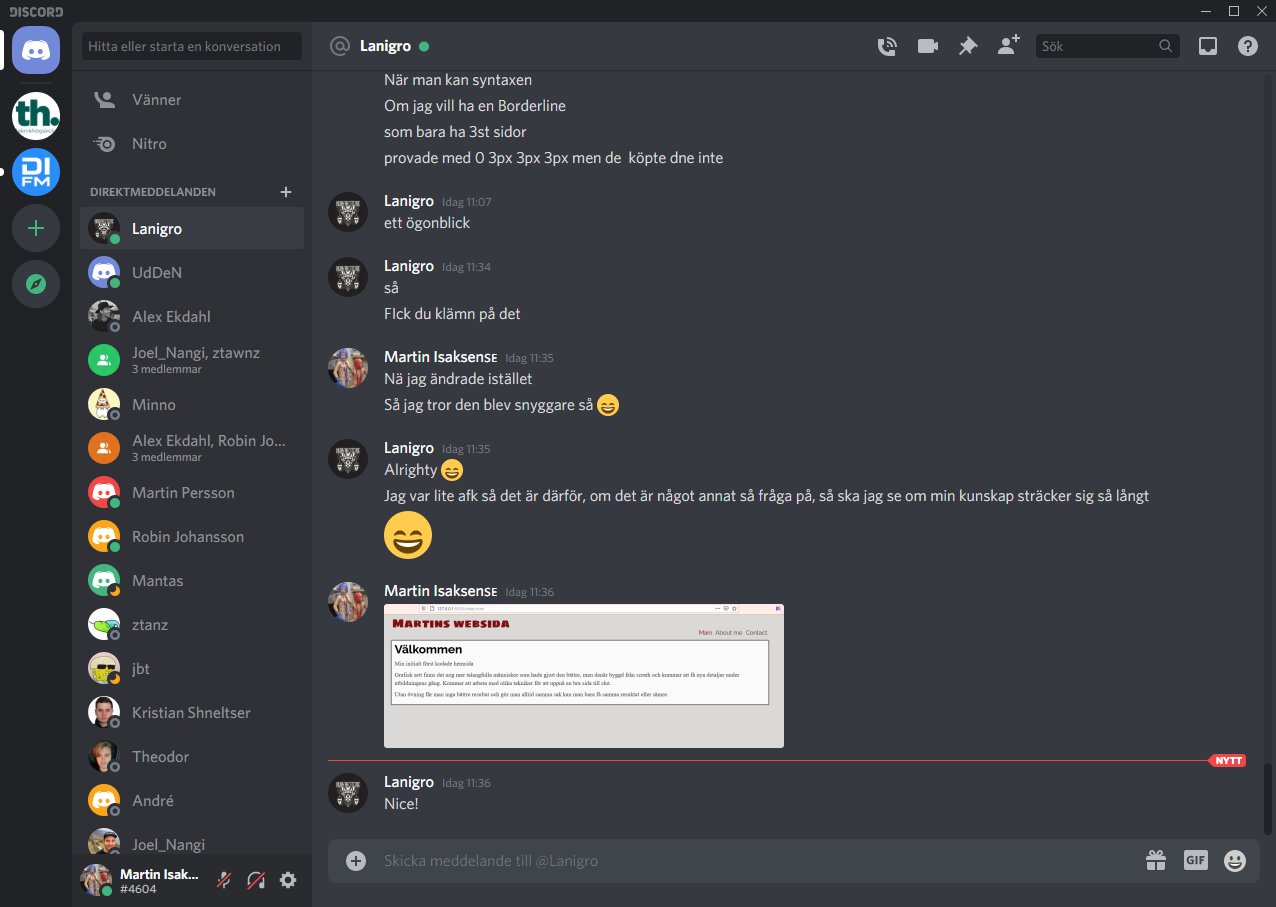 DISCORD
Hitta eller starta en konversation
Vänner
Nitro
DIREKTMEDDELANDEN
Lanigro
UdDeN
Alex Ekdahl
Joel_Nangi, ztawnz
3 medlemmar
Minno
Alex Ekdahl, Robin Jo...
3 medlemmar
Martin Persson
Robin Johansson
Mantas
ztanz
jbt
Kristian Shneltser
Theodor
André
Joel_Nangi
Martin Isak...
#4604
th.
DI
FM
Lanigro
Sök
När man kan syntaxen
Om jag vill ha en Borderline
som bara ha 3st sidor
provade med 0 3px 3px 3px men de köpte dne inte
Lanigro Idag 11:07
ett ögonblick
Lanigro Idag 11:34
så
FIck du klämn på det
Martin Isaksense Idag 11:35
Nä jag ändrade istället
Så jag tror den blev snyggare så
Lanigro Idag 11:35
Alrighty
Jag var lite afk så det är därför, om det är något annat så fråga på, så ska jag se om min kunskap sträcker sig så långt
Martin Isaksense Idag 11:36
Martins websida
Main About me Contact
Välkommen
Min initialt först kodade hemsida
Grafisk sett finns det nog mer talangfulla människor som hade gjort den bättre, men denär byggd från scratch och kommer att få nya detaljer under
utbildningens gång. Kommer att arbeta med olika tekniker för att uppnå en bra sida till slut.
Utan övning får man inga bättre resultat och gör man alltid samma sak kan man bara få samma resultat eller sämre.
NYTT
Lanigro Idag 11:36
Nice!
Skicka meddelande till @Lanigro
GIF